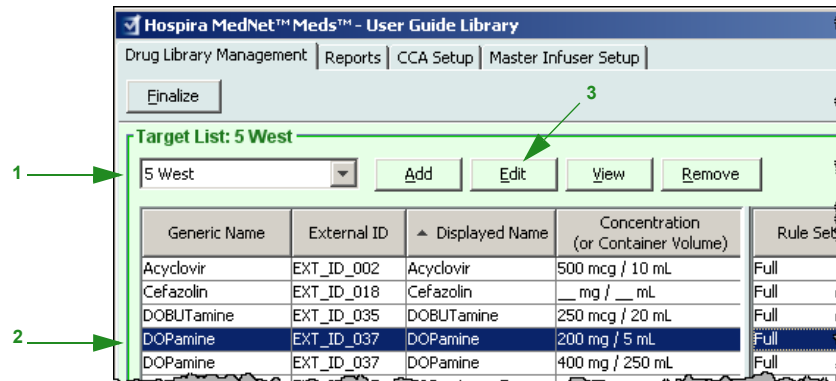 Hospira MedNet™ Meds™ - User Guide Library
Drug Library Management Reports CCA Setup Master Infuser Setup
Finalize
3
Target List: 5 West
1 5 West Add Edit View Remove
Generic Name External ID Displayed Name Concentration (or Container Volume) Rule Set
Acyclovir EXT_ID_002 Acyclovir 500 mcg / 10 mL Full
Cefazolin EXT_ID_018 Cefazolin __ mg / __ mL Full
DOBUTamine EXT_ID_035 DOBUTamine 250 mcg / 20 mL Full
2 DOPamine EXT_ID_037 DOPamine 200 mg / 5 mL Full
DOPamine EXT_ID_037 DOPamine 400 mg / 250 mL Full